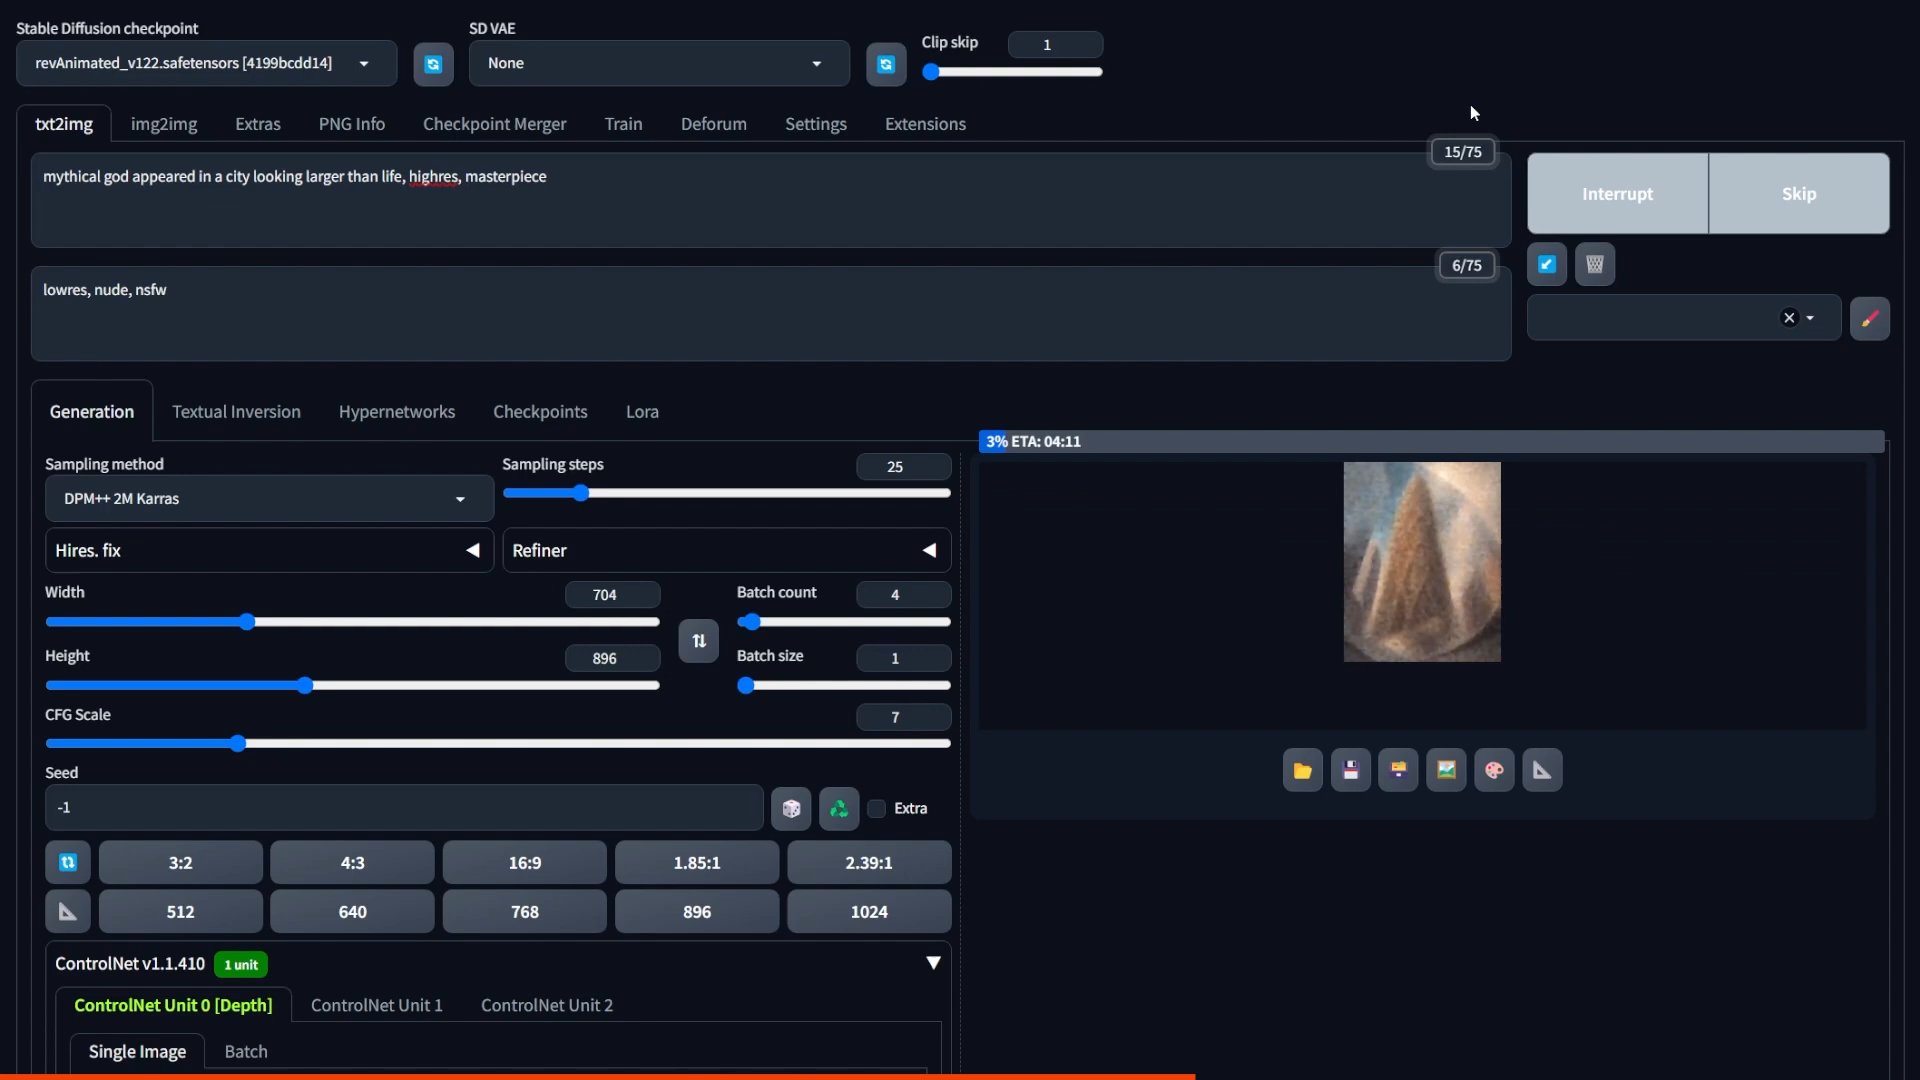 Stable Diffusion checkpoint
revAnimated_v122.safetensors [4199bcdd14]
SD VAE
None
Clip skip
1
txt2img
img2img
Extras
PNG Info
Checkpoint Merger
Train
Deforum
Settings
Extensions
15/75
mythical god appeared in a city looking larger than life, highres, masterpiece
Interrupt
Skip
6/75
lowres, nude, nsfw
Generation
Textual Inversion
Hypernetworks
Checkpoints
Lora
3% ETA: 04:11
Sampling method
DPM++ 2M Karras
Sampling steps
25
Hires. fix
Refiner
Width
704
Batch count
4
Height
896
Batch size
1
CFG Scale
7
Seed
-1
Extra
3:2
4:3
16:9
1.85:1
2.39:1
512
640
768
896
1024
ControlNet v1.1.410
1 unit
ControlNet Unit 0 [Depth]
ControlNet Unit 1
ControlNet Unit 2
Single Image
Batch